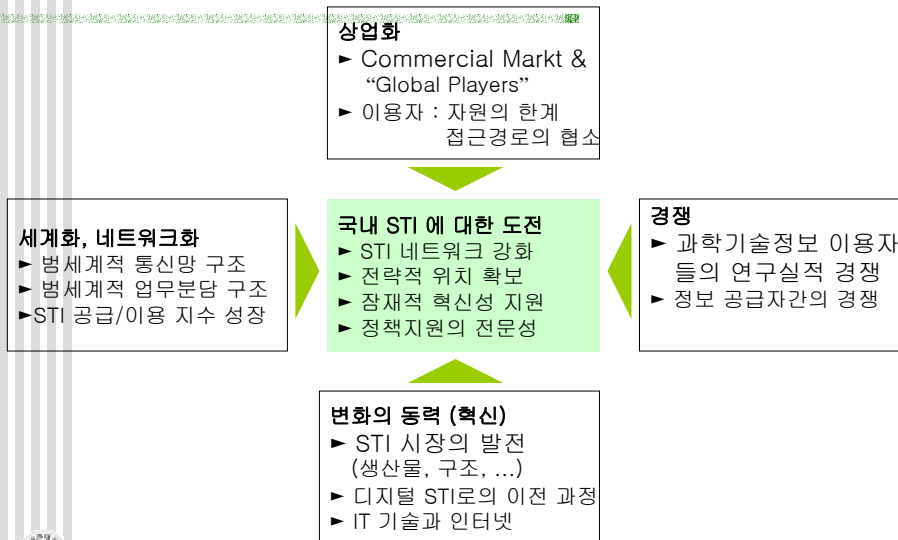 상업화
► Commercial Markt &
“Global Players”
► 이용자 : 자원의 한계
접근경로의 협소
세계화, 네트워크화
► 범세계적 통신망 구조
► 범세계적 업무분담 구조
►STI 공급/이용 지수 성장
국내 STI 에 대한 도전
► STI 네트워크 강화
► 전략적 위치 확보
► 잠재적 혁신성 지원
► 정책지원의 전문성
경쟁
► 과학기술정보 이용자
들의 연구실적 경쟁
► 정보 공급자간의 경쟁
변화의 동력 (혁신)
► STI 시장의 발전
(생산물, 구조, ...)
► 디지털 STI로의 이전 과정
► IT 기술과 인터넷